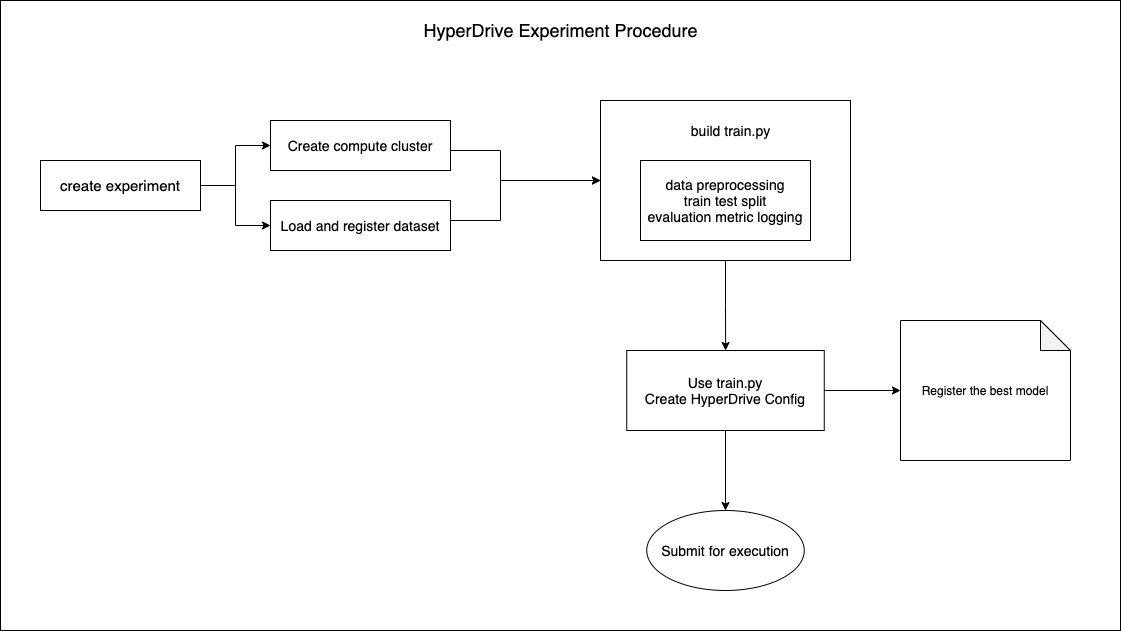 HyperDrive Experiment Procedure
create experiment
Create compute cluster
Load and register dataset
build train.py
data preprocessing
train test split
evaluation metric logging
Use train.py
Create HyperDrive Config
Register the best model
Submit for execution